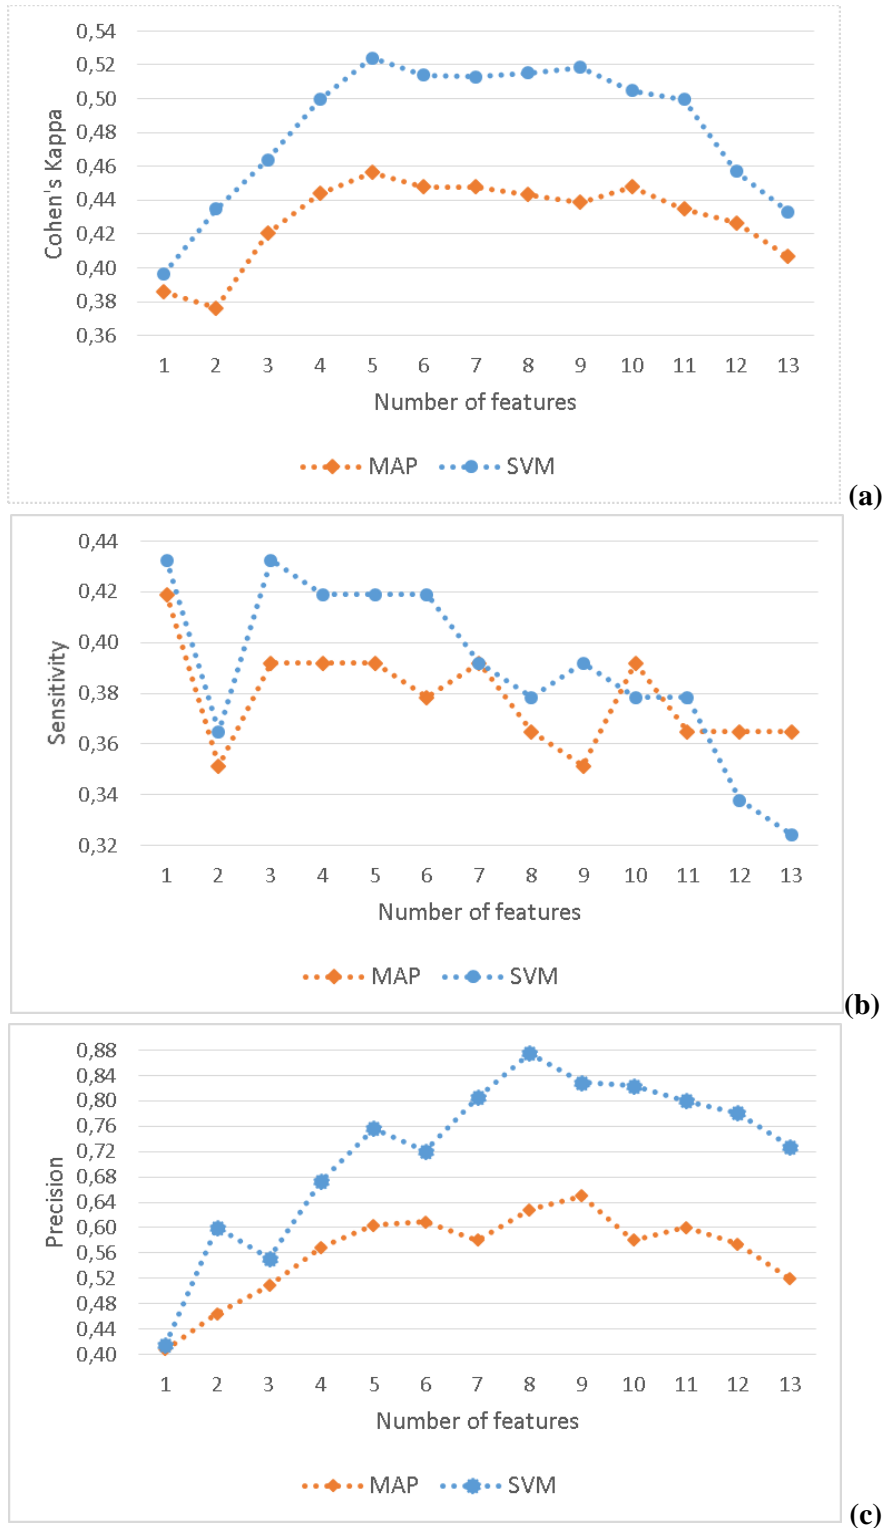 0,54
0,52
0,50
0,48
0,46
0,44
0,42
0,40
0,38
0,36
Cohen's Kappa
1 2 3 4 5 6 7 8 9 10 11 12 13
Number of features
MAP SVM
(a)
0,44
0,42
0,40
0,38
0,36
0,34
0,32
Sensitivity
1 2 3 4 5 6 7 8 9 10 11 12 13
Number of features
MAP SVM
(b)
0,88
0,84
0,80
0,76
0,72
0,68
0,64
0,60
0,56
0,52
0,48
0,44
0,40
Precision
1 2 3 4 5 6 7 8 9 10 11 12 13
Number of features
MAP SVM
(c)